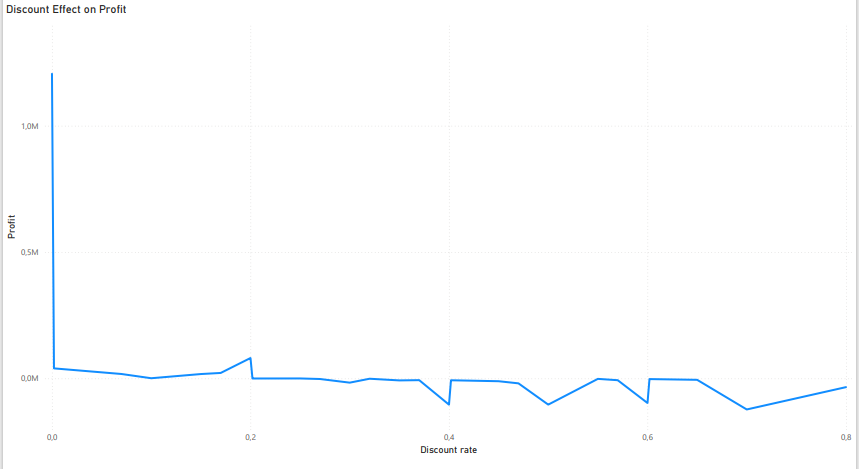 Discount Effect on Profit
1,0M
0,5M
0,0M
Profit
0,0
0,2
0,4
0,6
0,8
Discount rate